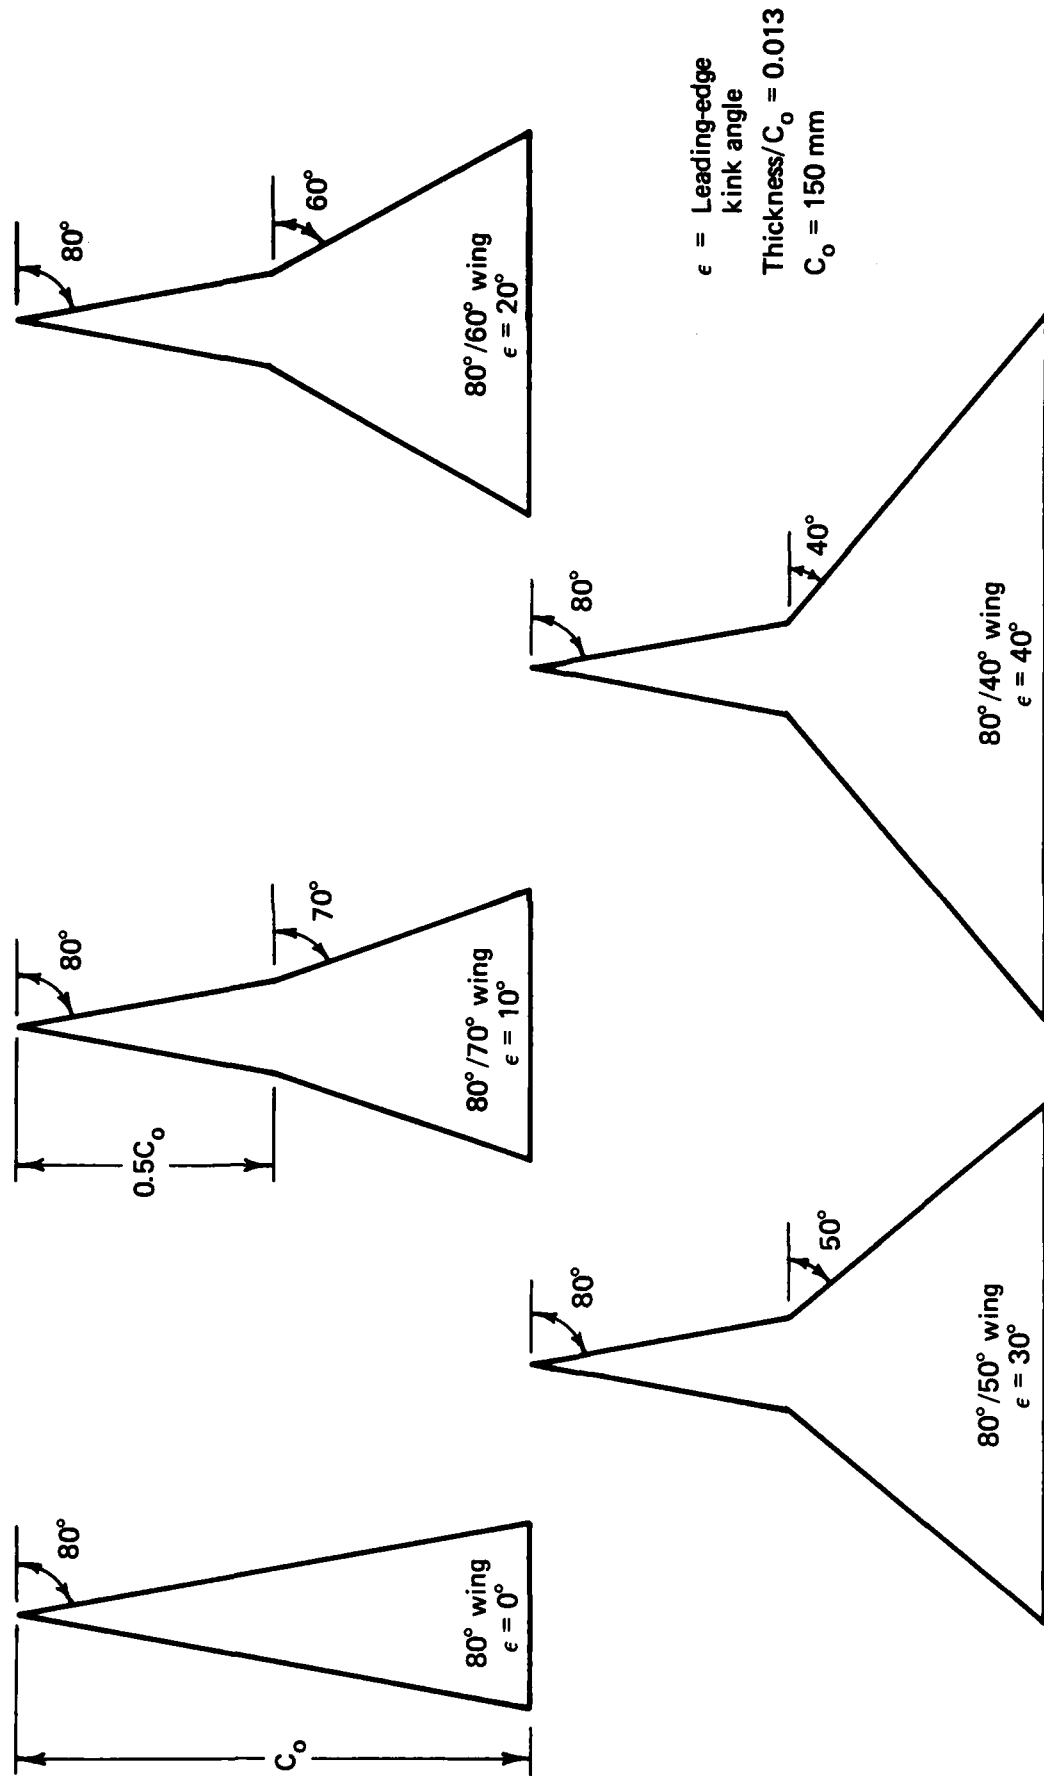 80°
80° wing
ϵ = 0°
C₀
80°
70°
0.5C₀
80°/70° wing
ϵ = 10°
80°
60°
80°/60° wing
ϵ = 20°
80°
50°
80°/50° wing
ϵ = 30°
80°
40°
80°/40° wing
ϵ = 40°
ϵ = Leading-edge
kink angle
Thickness/C₀ = 0.013
C₀ = 150 mm